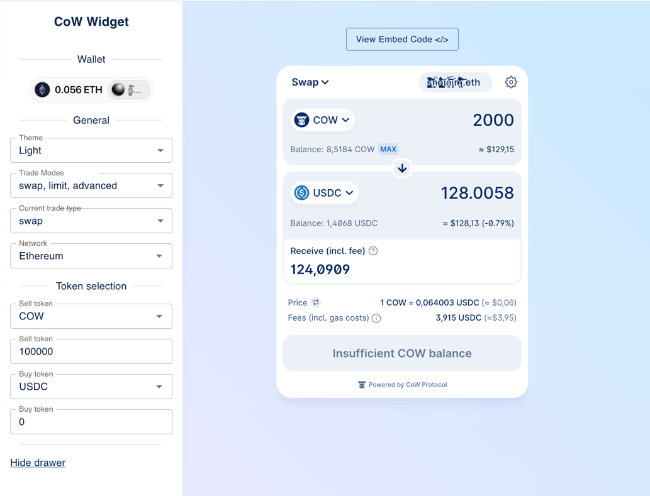 CoW Widget
Wallet
0.056 ETH
General
Theme
Light
Trade Modes
swap, limit, advanced
Current trade type
swap
Network
Ethereum
Token selection
Sell token
COW
Sell token
100000
Buy token
USDC
Buy token
0
Hide drawer
View Embed Code </>
Swap
.eth
COW
2000
Balance: 8,5184 COW MAX
≈ $129,15
USDC
128.0058
Balance: 1,4068 USDC
≈ $128,13 (-0.79%)
Receive (incl. fee)
124,0909
Price
1 COW = 0,064003 USDC (≈ $0,06)
Fees (incl. gas costs)
3,915 USDC (≈$3,95)
Insufficient COW balance
Powered by CoW Protocol